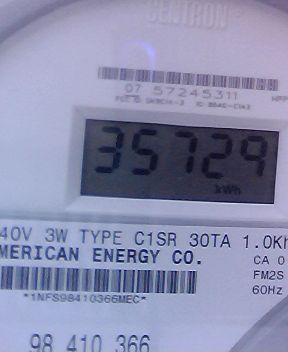 CENTRON
07 57245311
35729
kWh
40V 3W TYPE C1SR 30TA 1.0Kh
MERICAN ENERGY CO.
CA 0
FM2S
60Hz
*1NFS98410366MEC*
98 410 366